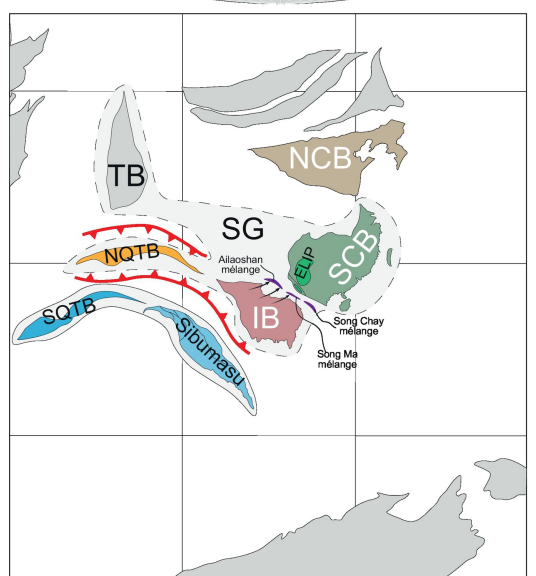 NCB
TB
SG
SCB
NQTB
Ailaoshan
mélange
ELIP
SQTB
IB
Sibumasu
Song Chay
mélange
Song Ma
mélange